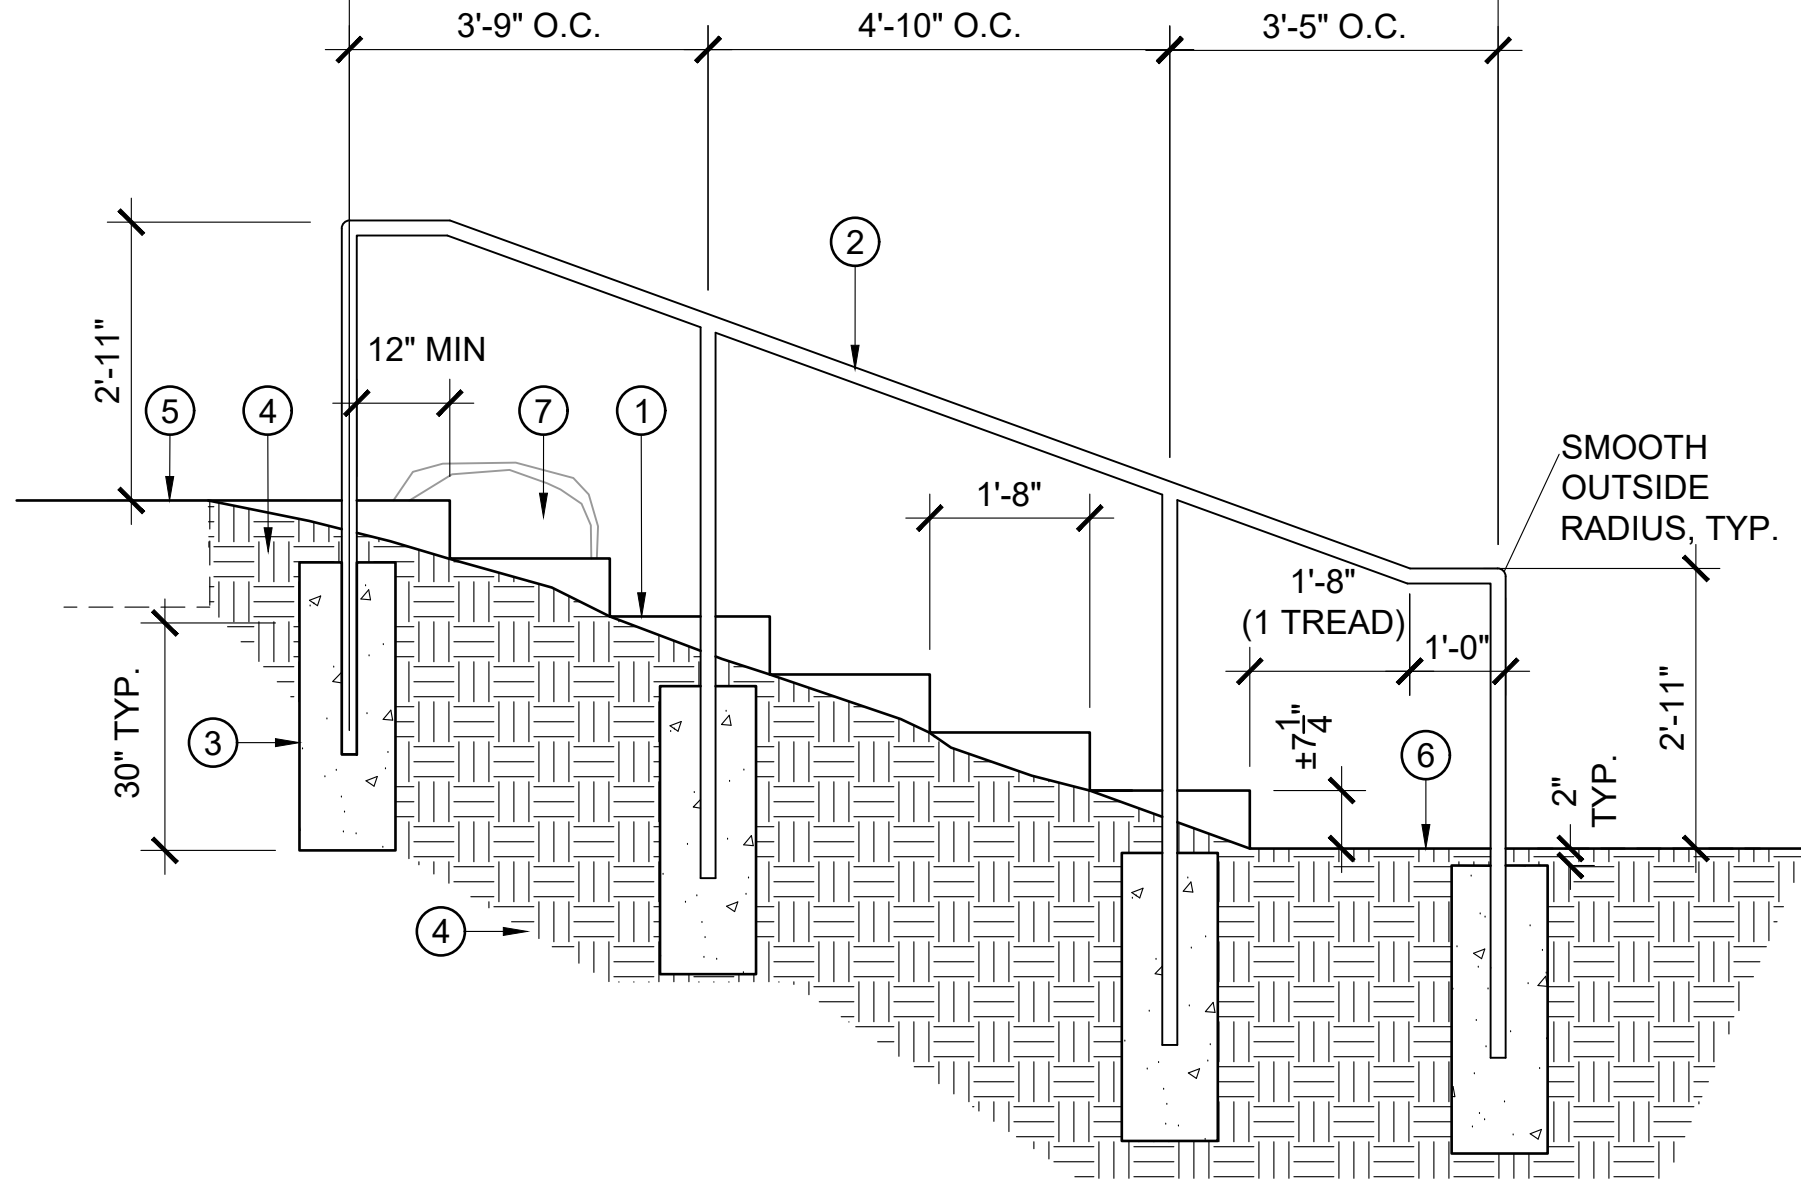 3'-9" O.C.
4'-10" O.C.
3'-5" O.C.
2
2'-11"
12" MIN
5
4
7
1
SMOOTH
OUTSIDE
RADIUS, TYP.
1'-8"
1'-8"
(1 TREAD)
1'-0"
30" TYP.
3
±7 1/4"
6
2"
TYP.
2'-11"
4